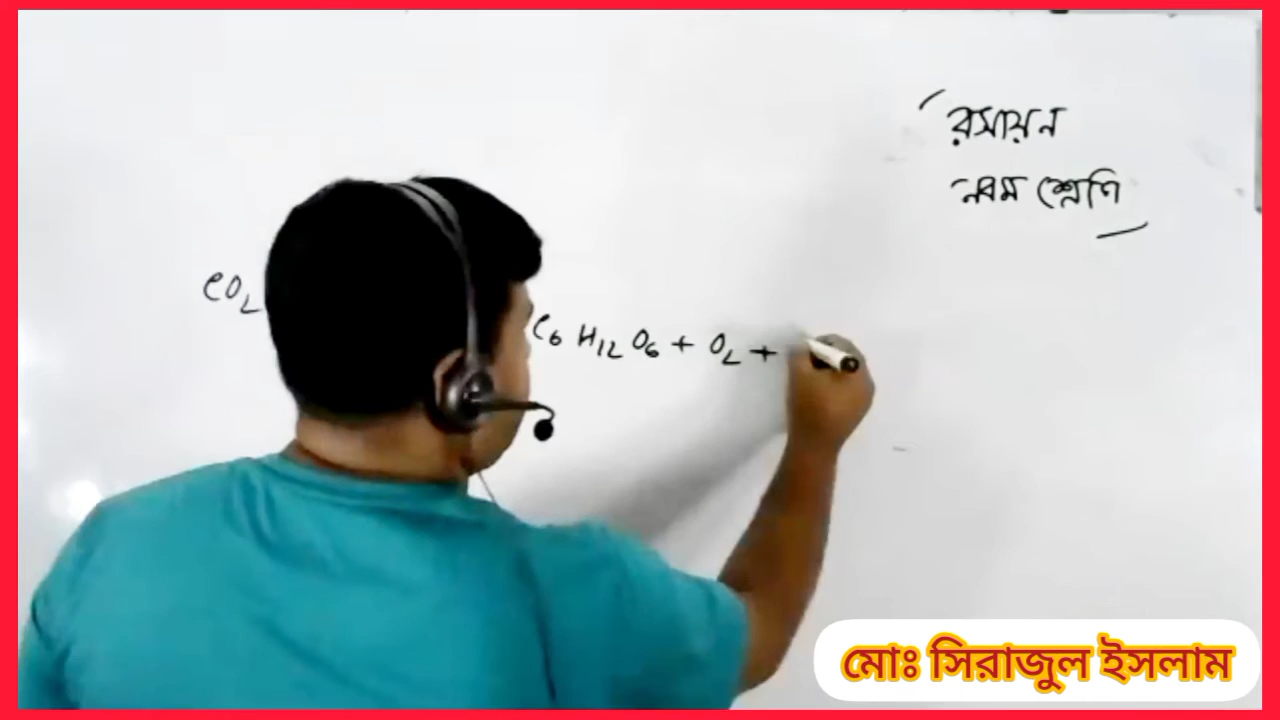 রসায়ন
নবম শ্রেণি
CO2
C6H12O6 + O2 +
মোঃ সিরাজুল ইসলাম